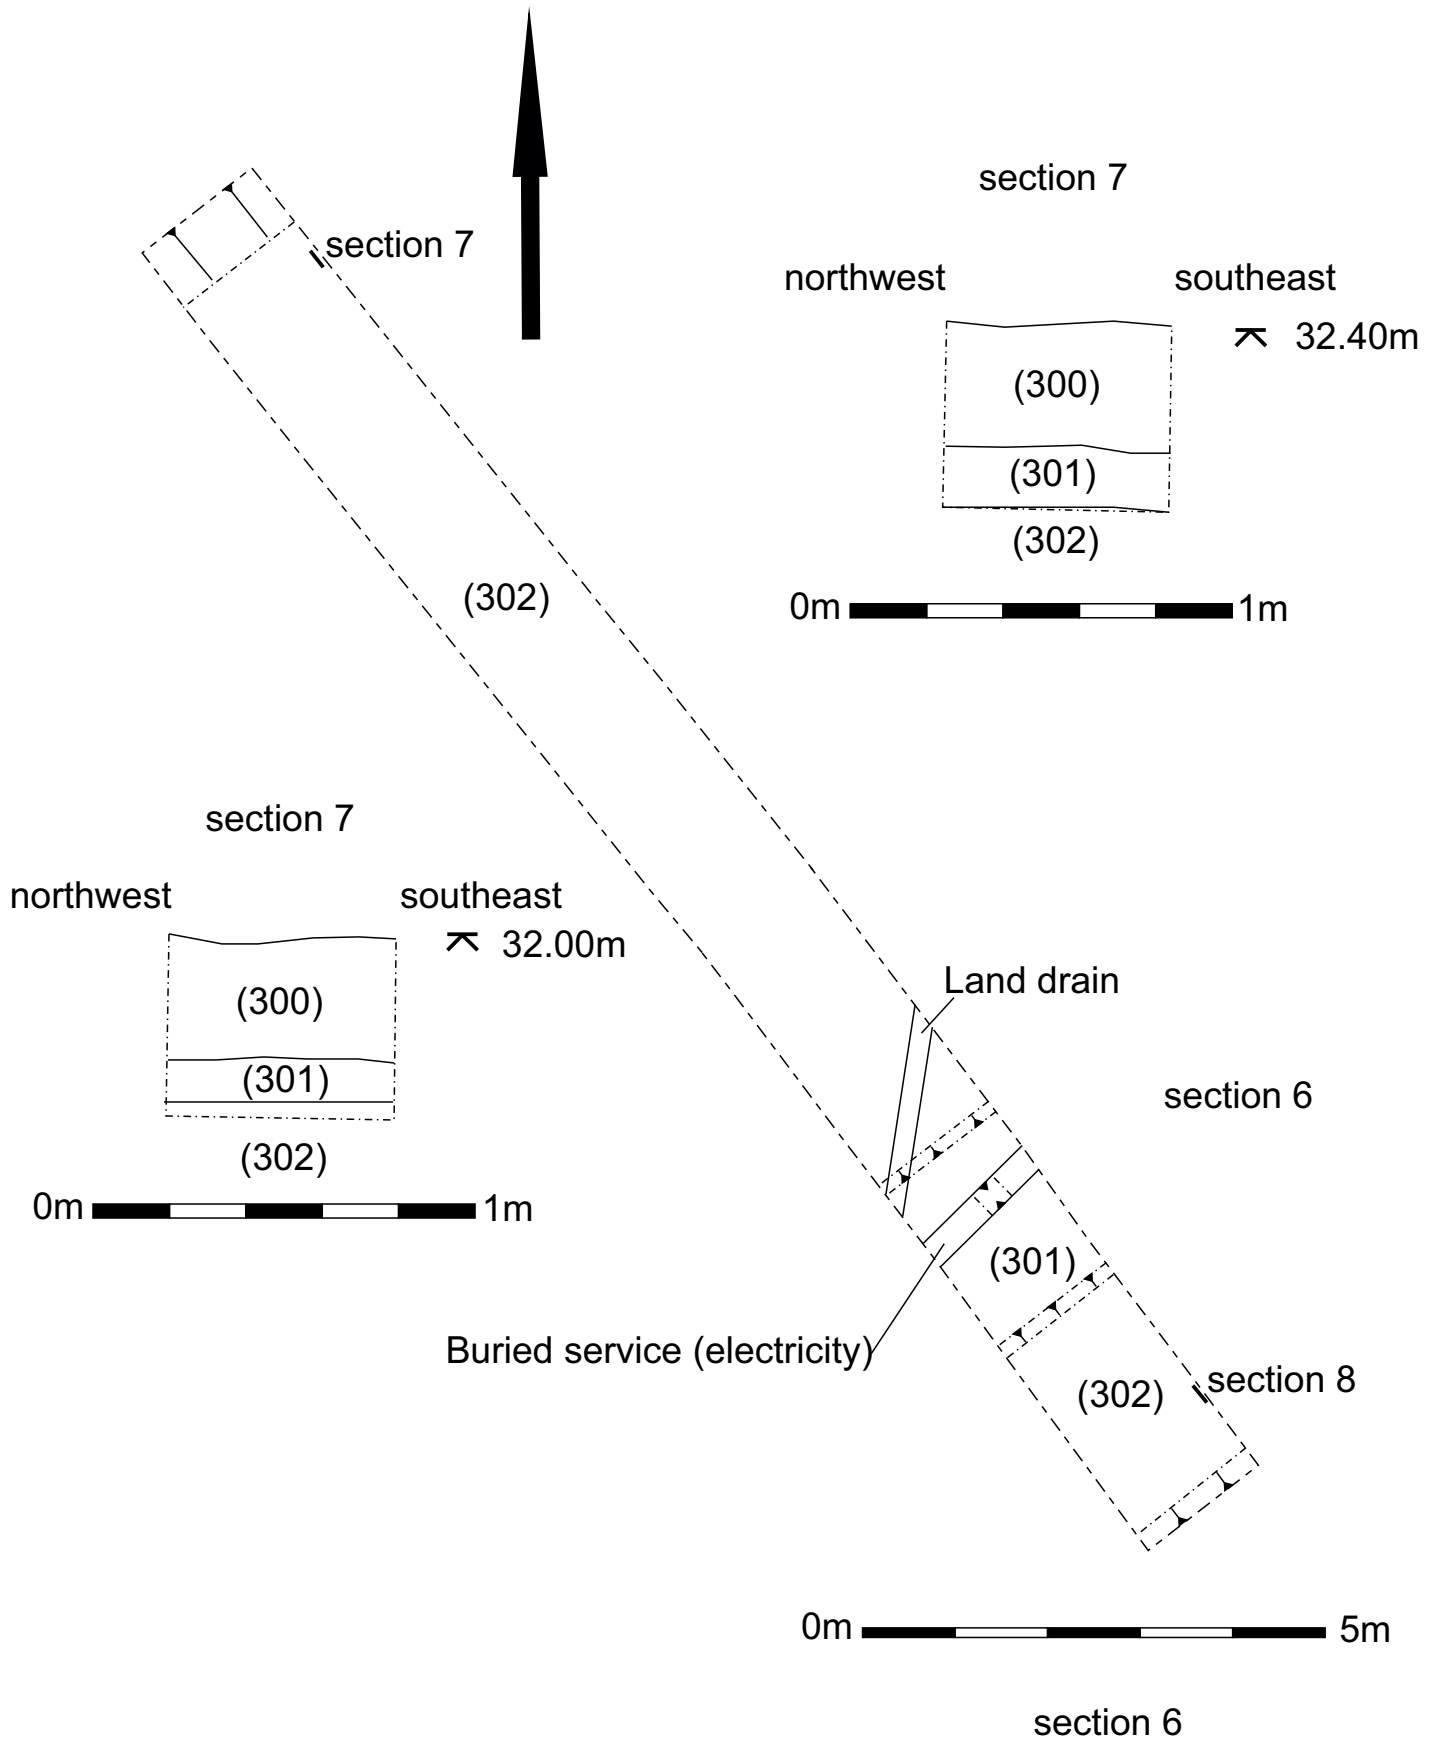 section 7
section 7
northwest southeast
32.40m
(300)
(301)
(302)
0m 1m
(302)
section 7
northwest southeast
32.00m
(300)
(301)
(302)
0m 1m
Land drain
section 6
(301)
Buried service (electricity)
(302)
section 8
0m 5m
section 6